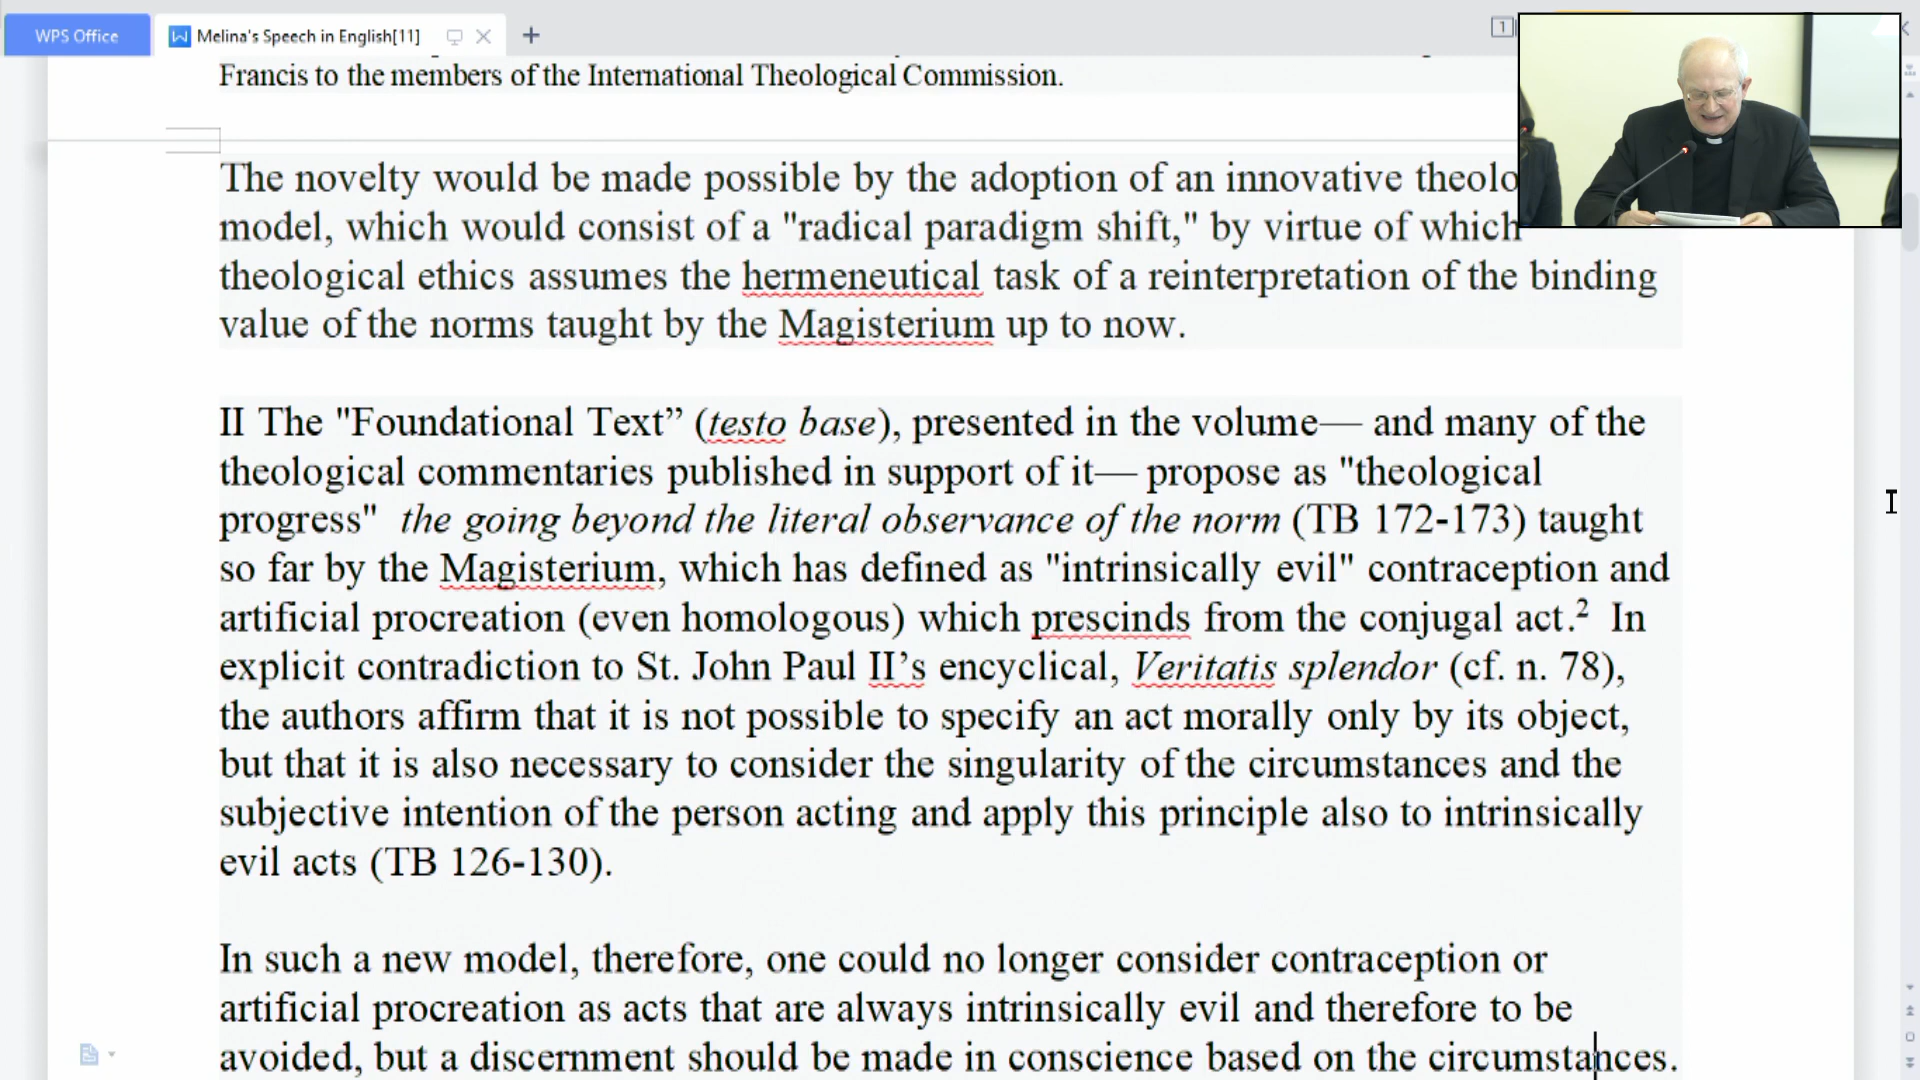 WPS Office
Melina's Speech in English[11]
1
Francis to the members of the International Theological Commission.
The novelty would be made possible by the adoption of an innovative theolo
model, which would consist of a "radical paradigm shift," by virtue of which
theological ethics assumes the hermeneutical task of a reinterpretation of the binding
value of the norms taught by the Magisterium up to now.
II The "Foundational Text” (testo base), presented in the volume— and many of the
theological commentaries published in support of it— propose as "theological
progress"  the going beyond the literal observance of the norm (TB 172-173) taught
so far by the Magisterium, which has defined as "intrinsically evil" contraception and
artificial procreation (even homologous) which prescinds from the conjugal act.²  In
explicit contradiction to St. John Paul II’s encyclical, Veritatis splendor (cf. n. 78),
the authors affirm that it is not possible to specify an act morally only by its object,
but that it is also necessary to consider the singularity of the circumstances and the
subjective intention of the person acting and apply this principle also to intrinsically
evil acts (TB 126-130).
In such a new model, therefore, one could no longer consider contraception or
artificial procreation as acts that are always intrinsically evil and therefore to be
avoided, but a discernment should be made in conscience based on the circumstances.